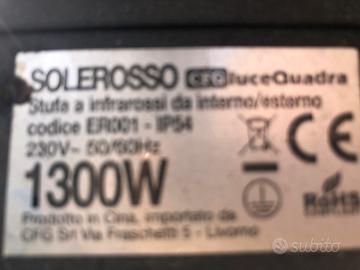 SOLEROSSO cfg luceQuadra
Stufa a infrarossi da interno/esterno
codice ER001 - IP54
230V~ 50/60Hz
1300W
CE
RoHS
Prodotto in Cina, importato da
CFG Srl Via Fraschetti 5 - Livorno
subito